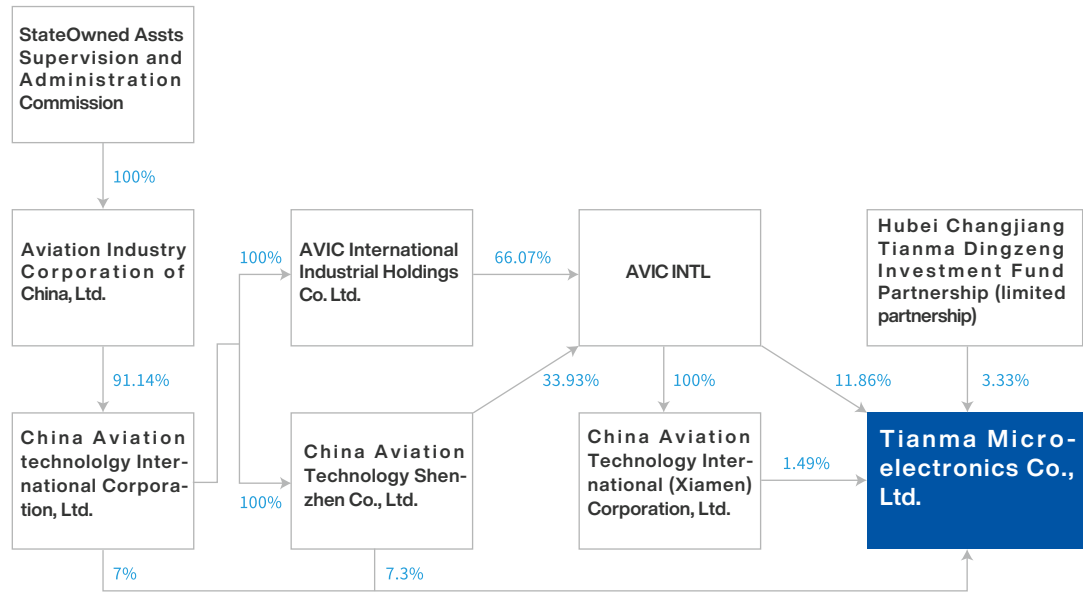 StateOwned Assts
Supervision and
Administration
Commission
100%
Aviation Industry
Corporation of
China, Ltd.
100%
AVIC International
Industrial Holdings
Co. Ltd.
66.07%
AVIC INTL
Hubei Changjiang
Tianma Dingzeng
Investment Fund
Partnership (limited
partnership)
91.14%
33.93%
100%
11.86%
3.33%
China Aviation
technololgy Inter-
national Corpora-
tion, Ltd.
100%
China Aviation
Technology Shen-
zhen Co., Ltd.
China Aviation
Technology Inter-
national (Xiamen)
Corporation, Ltd.
1.49%
Tianma Micro-
electronics Co.,
Ltd.
7%
7.3%